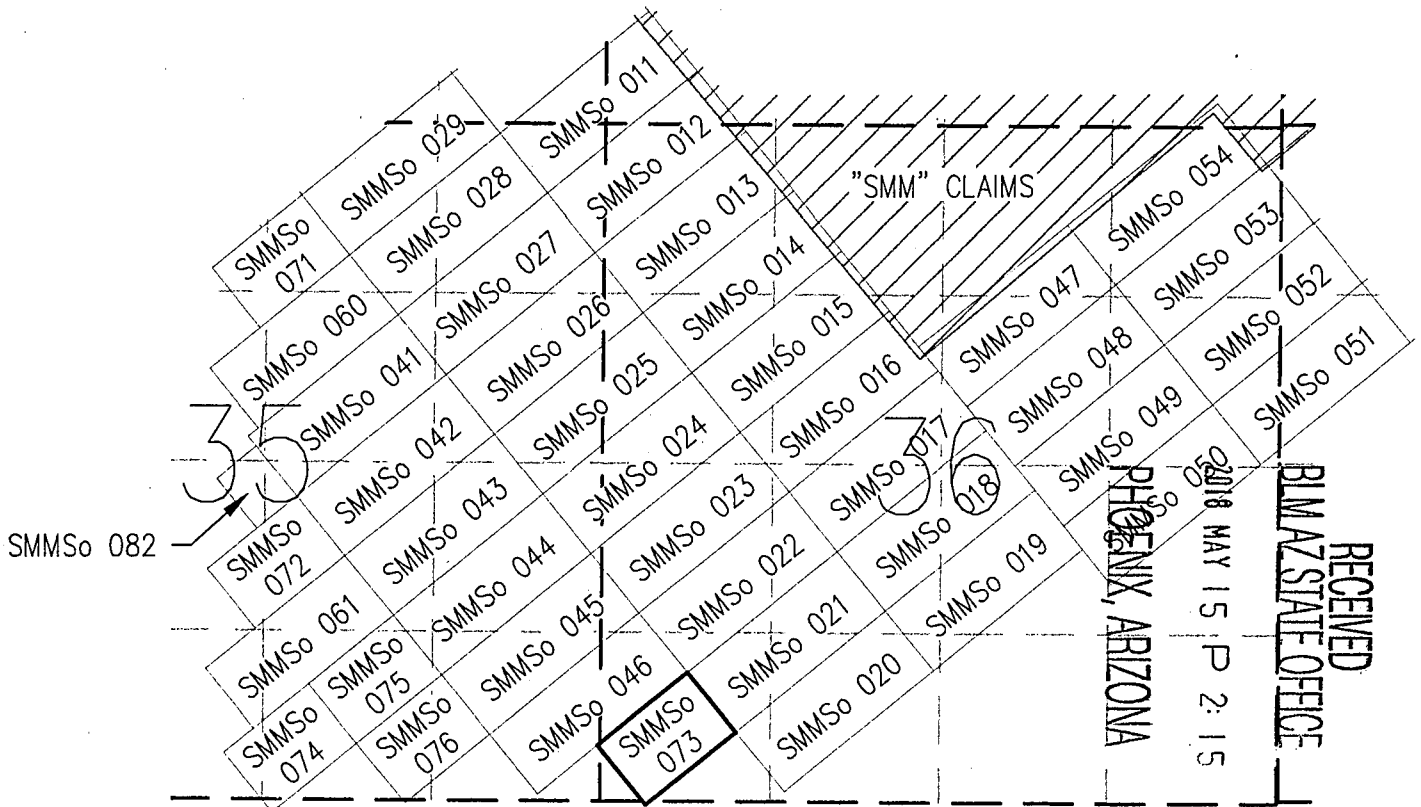 SMMSo 011
SMMSo 029
SMMSo 012
SMMSo 028
"SMM" CLAIMS
SMMSo 054
SMMSo
071
SMMSo 013
SMMSo 027
SMMSo 053
SMMSo 014
SMMSo 047
SMMSo 060
SMMSo 026
SMMSo 052
SMMSo 015
SMMSo 041
SMMSo 048
SMMSo 025
SMMSo 051
SMMSo 016
35
SMMSo 042
SMMSo 024
SMMSo 049
36
SMMSo 017
SMMSo 050
SMMSo 018
SMMSo 082
SMMSo
072
SMMSo 043
SMMSo 023
SMMSo 044
SMMSo 022
SMMSo 019
SMMSo 061
SMMSo 045
SMMSo 021
SMMSo
075
SMMSo 046
SMMSo 020
SMMSo
074
SMMSo
076
SMMSo
073
RECEIVED
BLM AZ STATE OFFICE
2018 MAY 15 P 2:15
PHOENIX, ARIZONA